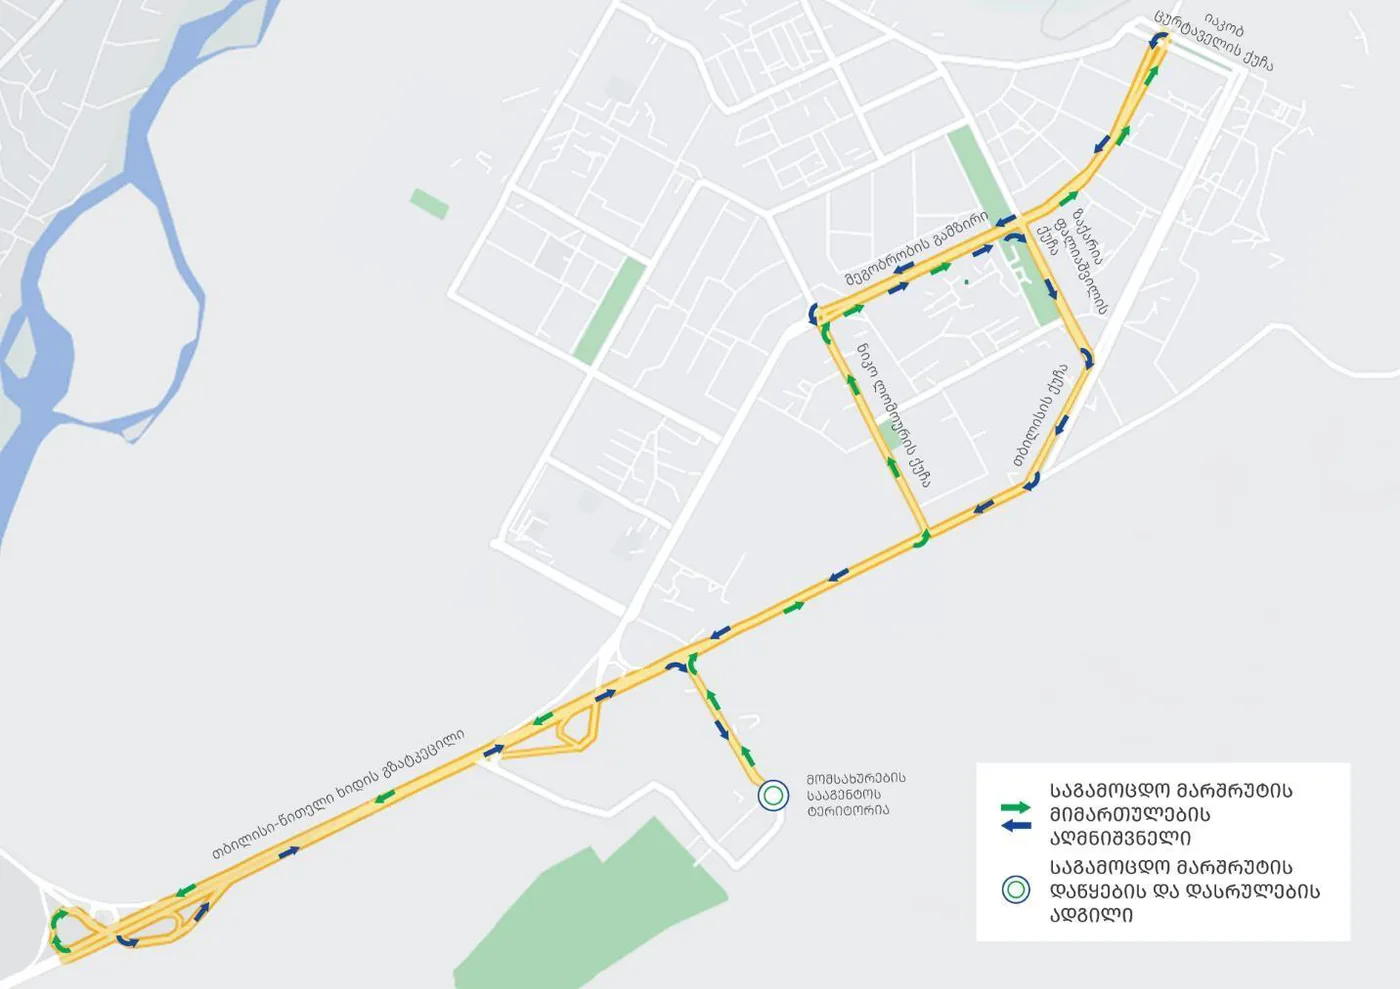 იაკობ
ცურტაველის ქუჩა
ზაქარია
ფალიაშვილის
ქუჩა
მეგობრობის გამზირი
ნიკო ლომოურის ქუჩა
თბილისის ქუჩა
თბილისი-წითელი ხიდის გზატკეცილი
მომსახურების
სააგენტოს
ტერიტორია
საგამოცდო მარშრუტის
მიმართულების
აღმნიშვნელი
საგამოცდო მარშრუტის
დაწყების და დასრულების
ადგილი